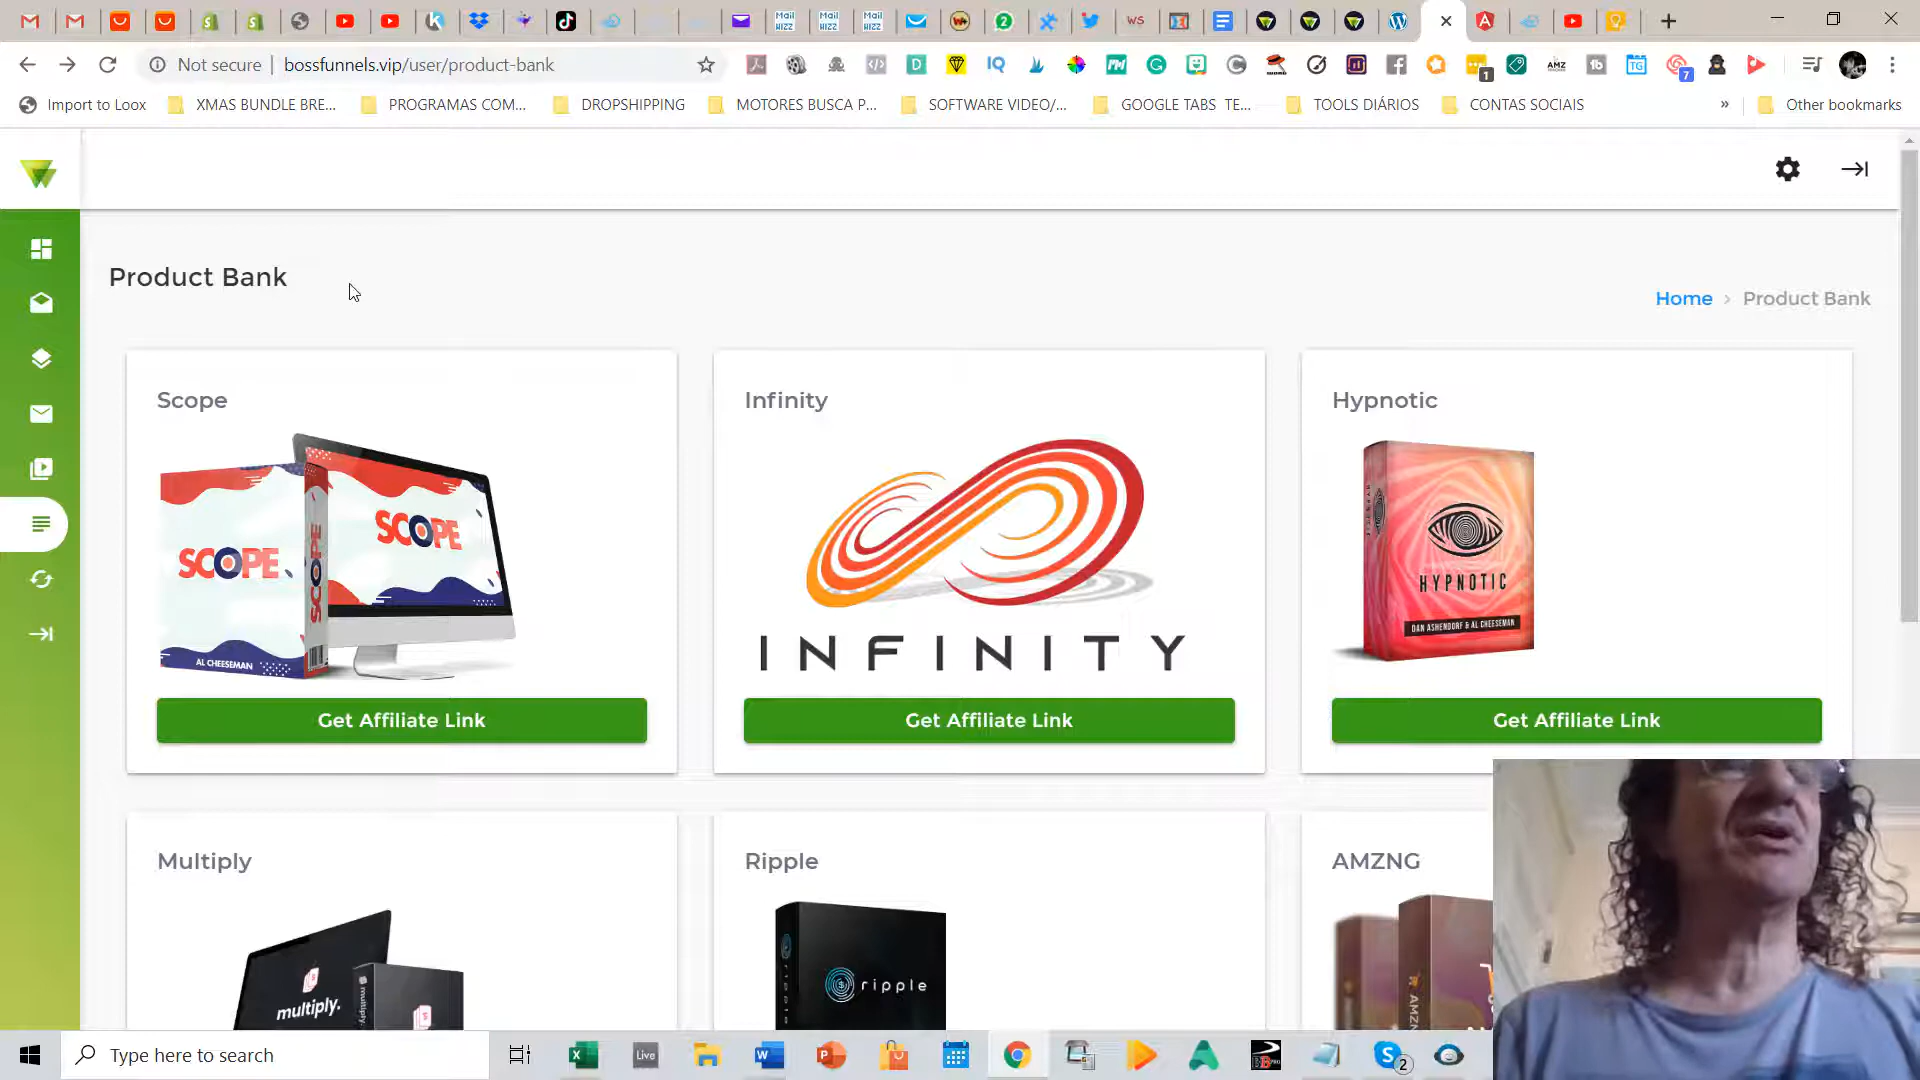 Not secure
bossfunnels.vip/user/product-bank
Import to Loox
XMAS BUNDLE BRE...
PROGRAMAS COM...
DROPSHIPPING
MOTORES BUSCA P...
SOFTWARE VIDEO/...
GOOGLE TABS TE...
TOOLS DIÁRIOS
CONTAS SOCIAIS
»
Other bookmarks
Product Bank
Home > Product Bank
Scope
SCOPE
SCOPE
SCOPE
AL CHEESEMAN
Get Affiliate Link
Infinity
INFINITY
Get Affiliate Link
Hypnotic
HYPNOTIC
DAN ASHENDORF & AL CHEESEMAN
Get Affiliate Link
Multiply
multiply.
Ripple
ripple
AMZNG
AMZNG
Type here to search
Live